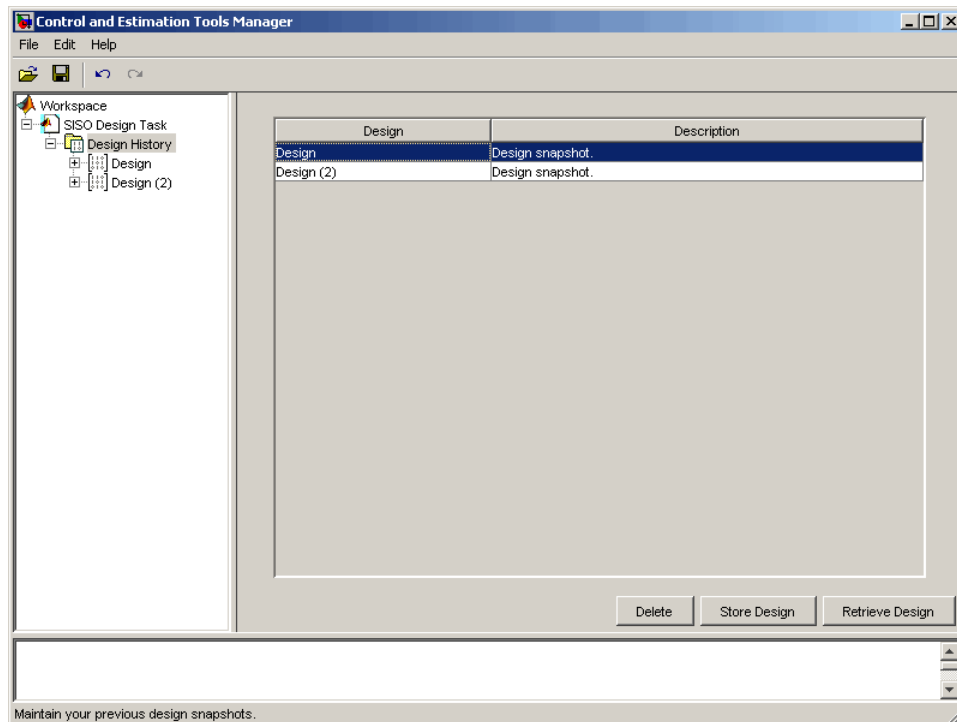 Control and Estimation Tools Manager
File Edit Help
Workspace
SISO Design Task
Design History
Design
Design (2)
Design Description
Design Design snapshot.
Design (2) Design snapshot.
Delete Store Design Retrieve Design
Maintain your previous design snapshots.